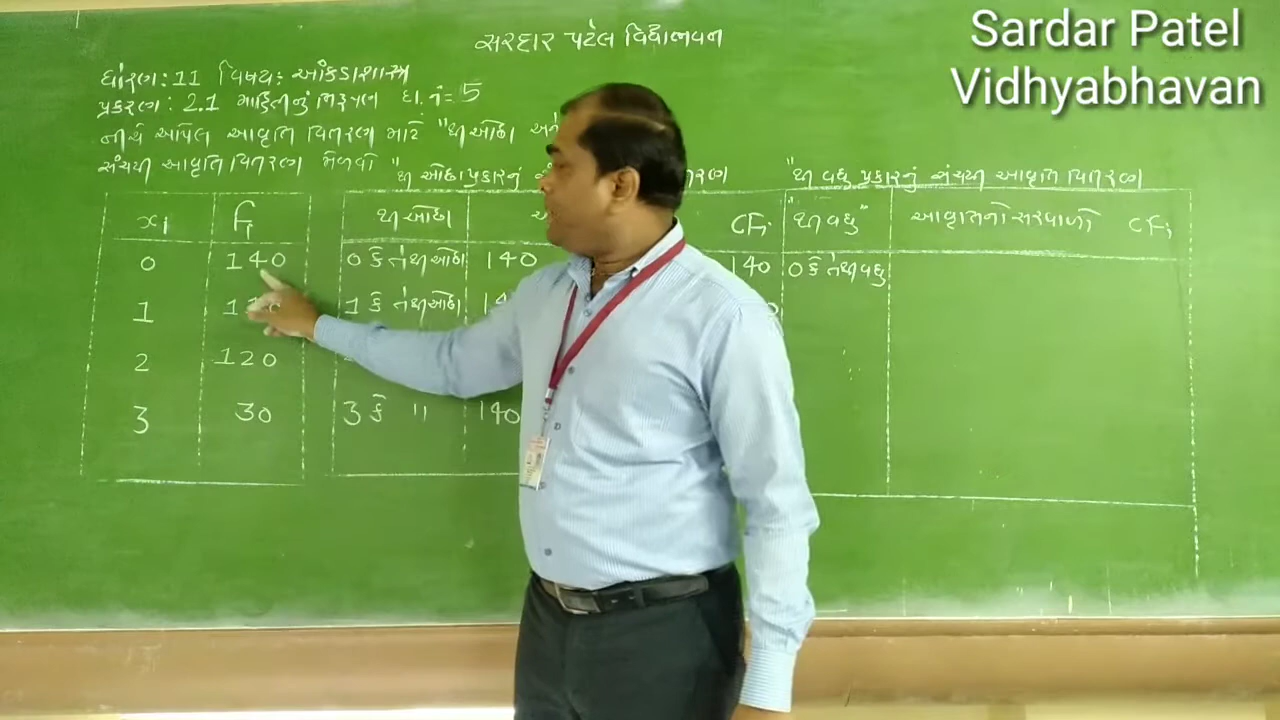 Sardar Patel
Vidhyabhavan
સરદાર પટેલ વિદ્યાભવન
ધોરણ: 11 વિષય: આંકડાશાસ્ત્ર
પ્રકરણ: 2.1 માહિતીનું નિરૂપણ દા. નં = 5
નીચે આપેલ આવૃતિ વિતરણ માટે "થી ઓછા અને
સંચયી આવૃતિ વિતરણ મેળવો
"થી ઓછા પ્રકારનું
"થી વધુ પ્રકારનું સંચયી આવૃતિ વિતરણ
xi fi થી ઓછા CFi "થી વધુ" આવૃતિનો સરવાળો CFi
0 140 0 કે તેથી ઓછા 140 140 0 કે તેથી વધુ
1 1 કે તેથી ઓછા
2 120
3 30 3 કે " 140